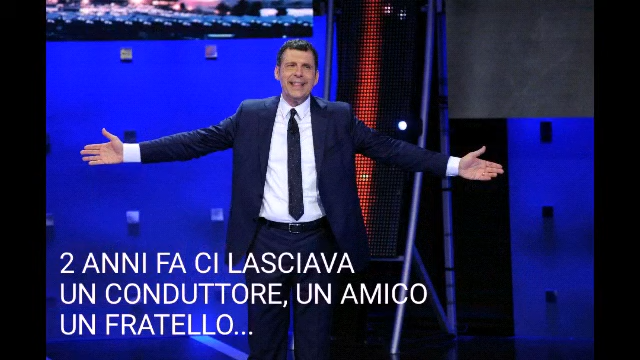 2 ANNI FA CI LASCIAVA
UN CONDUTTORE, UN AMICO
UN FRATELLO...